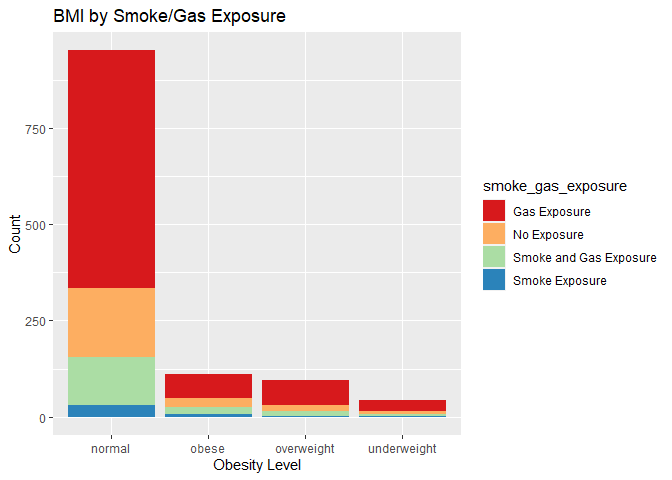 BMI by Smoke/Gas Exposure
Count
750
500
250
0
normal obese overweight underweight
Obesity Level
smoke_gas_exposure
Gas Exposure
No Exposure
Smoke and Gas Exposure
Smoke Exposure